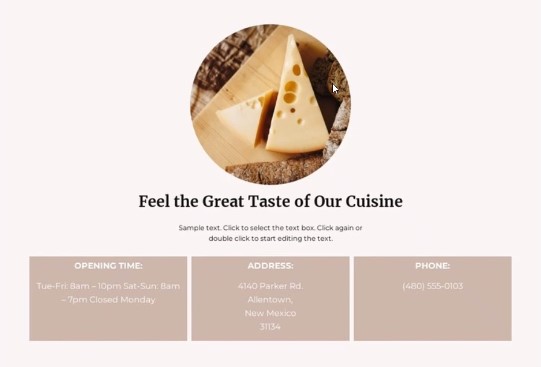 Feel the Great Taste of Our Cuisine
Sample text. Click to select the text box. Click again or
double click to start editing the text.
OPENING TIME:
Tue-Fri: 8am – 10pm Sat-Sun: 8am
– 7pm Closed Monday
ADDRESS:
4140 Parker Rd.
Allentown,
New Mexico
31134
PHONE:
(480) 555-0103